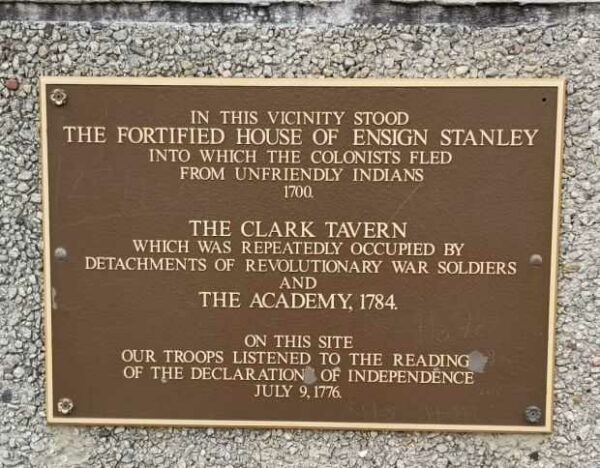 IN THIS VICINITY STOOD
THE FORTIFIED HOUSE OF ENSIGN STANLEY
INTO WHICH THE COLONISTS FLED
FROM UNFRIENDLY INDIANS
1700.
THE CLARK TAVERN
WHICH WAS REPEATEDLY OCCUPIED BY
DETACHMENTS OF REVOLUTIONARY WAR SOLDIERS
AND
THE ACADEMY, 1784.
ON THIS SITE
OUR TROOPS LISTENED TO THE READING
OF THE DECLARATION OF INDEPENDENCE
JULY 9, 1776.